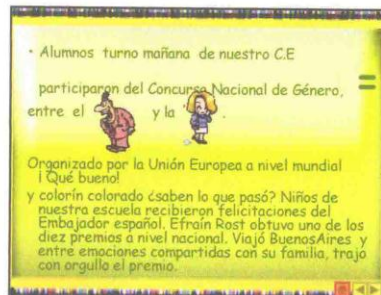 · Alumnos turno mañana de nuestro C.E
participaron del Concurso Nacional de Género,
entre el y la .
Organizado por la Unión Europea a nivel mundial
¡ Qué bueno!
y colorín colorado ¿saben lo que pasó? Niños de
nuestra escuela recibieron felicitaciones del
Embajador español. Efraín Rost obtuvo uno de los
diez premios a nivel nacional. Viajó BuenosAires y
entre emociones compartidas con su familia, trajo
con orgullo el premio.